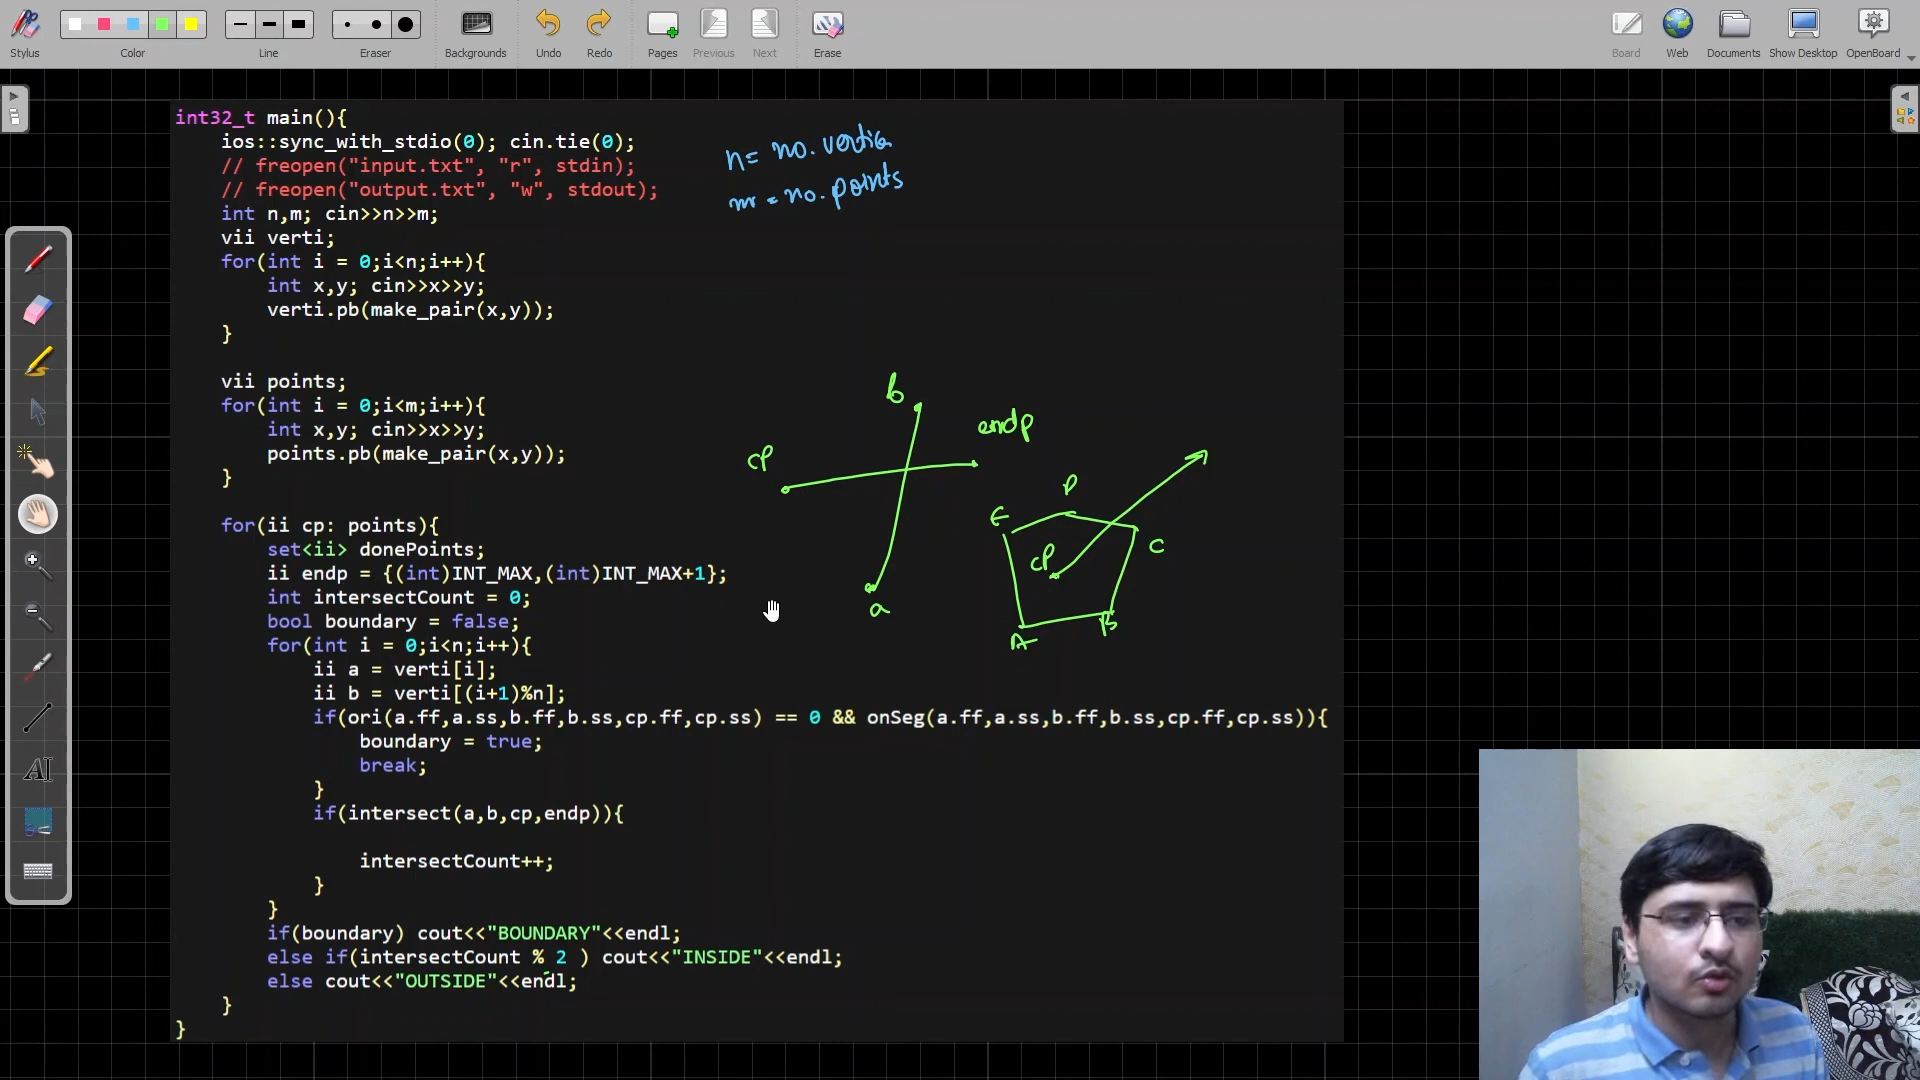 Stylus
Color
Line
Eraser
Backgrounds
Undo
Redo
Pages
Previous
Next
Erase
Board
Web
Documents
Show Desktop
OpenBoard
int32_t main(){
ios::sync_with_stdio(0); cin.tie(0);
// freopen("input.txt", "r", stdin);
// freopen("output.txt", "w", stdout);
int n,m; cin>>n>>m;
vii verti;
for(int i = 0;i<n;i++){
int x,y; cin>>x>>y;
verti.pb(make_pair(x,y));
}
vii points;
for(int i = 0;i<m;i++){
int x,y; cin>>x>>y;
points.pb(make_pair(x,y));
}
for(ii cp: points){
set<ii> donePoints;
ii endp = {(int)INT_MAX,(int)INT_MAX+1};
int intersectCount = 0;
bool boundary = false;
for(int i = 0;i<n;i++){
ii a = verti[i];
ii b = verti[(i+1)%n];
if(ori(a.ff,a.ss,b.ff,b.ss,cp.ff,cp.ss) == 0 && onSeg(a.ff,a.ss,b.ff,b.ss,cp.ff,cp.ss)){
boundary = true;
break;
}
if(intersect(a,b,cp,endp)){
intersectCount++;
}
}
if(boundary) cout<<"BOUNDARY"<<endl;
else if(intersectCount % 2 ) cout<<"INSIDE"<<endl;
else cout<<"OUTSIDE"<<endl;
}
}
n= no.
m = no. points
b
endp
cp
a
E
C
cp
A
B
AI